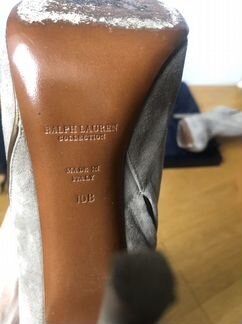 RALPH LAUREN
COLLECTION
MADE IN
ITALY
10B